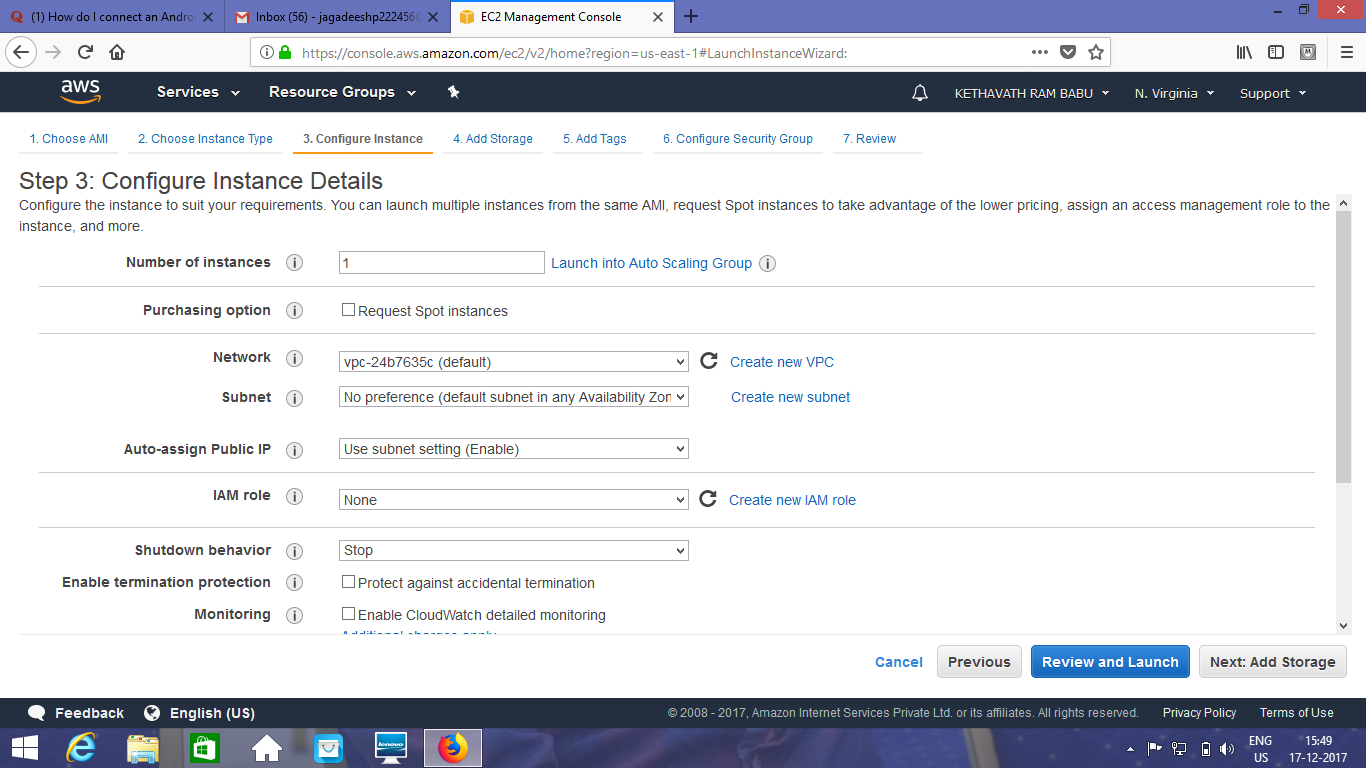 (1) How do I connect an Andro
Inbox (56) - jagadeeshp222456@
EC2 Management Console
https://console.aws.amazon.com/ec2/v2/home?region=us-east-1#LaunchInstanceWizard:
aws Services Resource Groups KETHAVATH RAM BABU N. Virginia Support
1. Choose AMI 2. Choose Instance Type 3. Configure Instance 4. Add Storage 5. Add Tags 6. Configure Security Group 7. Review
Step 3: Configure Instance Details
Configure the instance to suit your requirements. You can launch multiple instances from the same AMI, request Spot instances to take advantage of the lower pricing, assign an access management role to the
instance, and more.
Number of instances i 1 Launch into Auto Scaling Group i
Purchasing option i Request Spot instances
Network i vpc-24b7635c (default) Create new VPC
Subnet i No preference (default subnet in any Availability Zon Create new subnet
Auto-assign Public IP i Use subnet setting (Enable)
IAM role i None Create new IAM role
Shutdown behavior i Stop
Enable termination protection i Protect against accidental termination
Monitoring i Enable CloudWatch detailed monitoring
Additional charges apply.
Cancel Previous Review and Launch Next: Add Storage
Feedback English (US) © 2008 - 2017, Amazon Internet Services Private Ltd. or its affiliates. All rights reserved. Privacy Policy Terms of Use
lenovo
ENG 15:49
US 17-12-2017